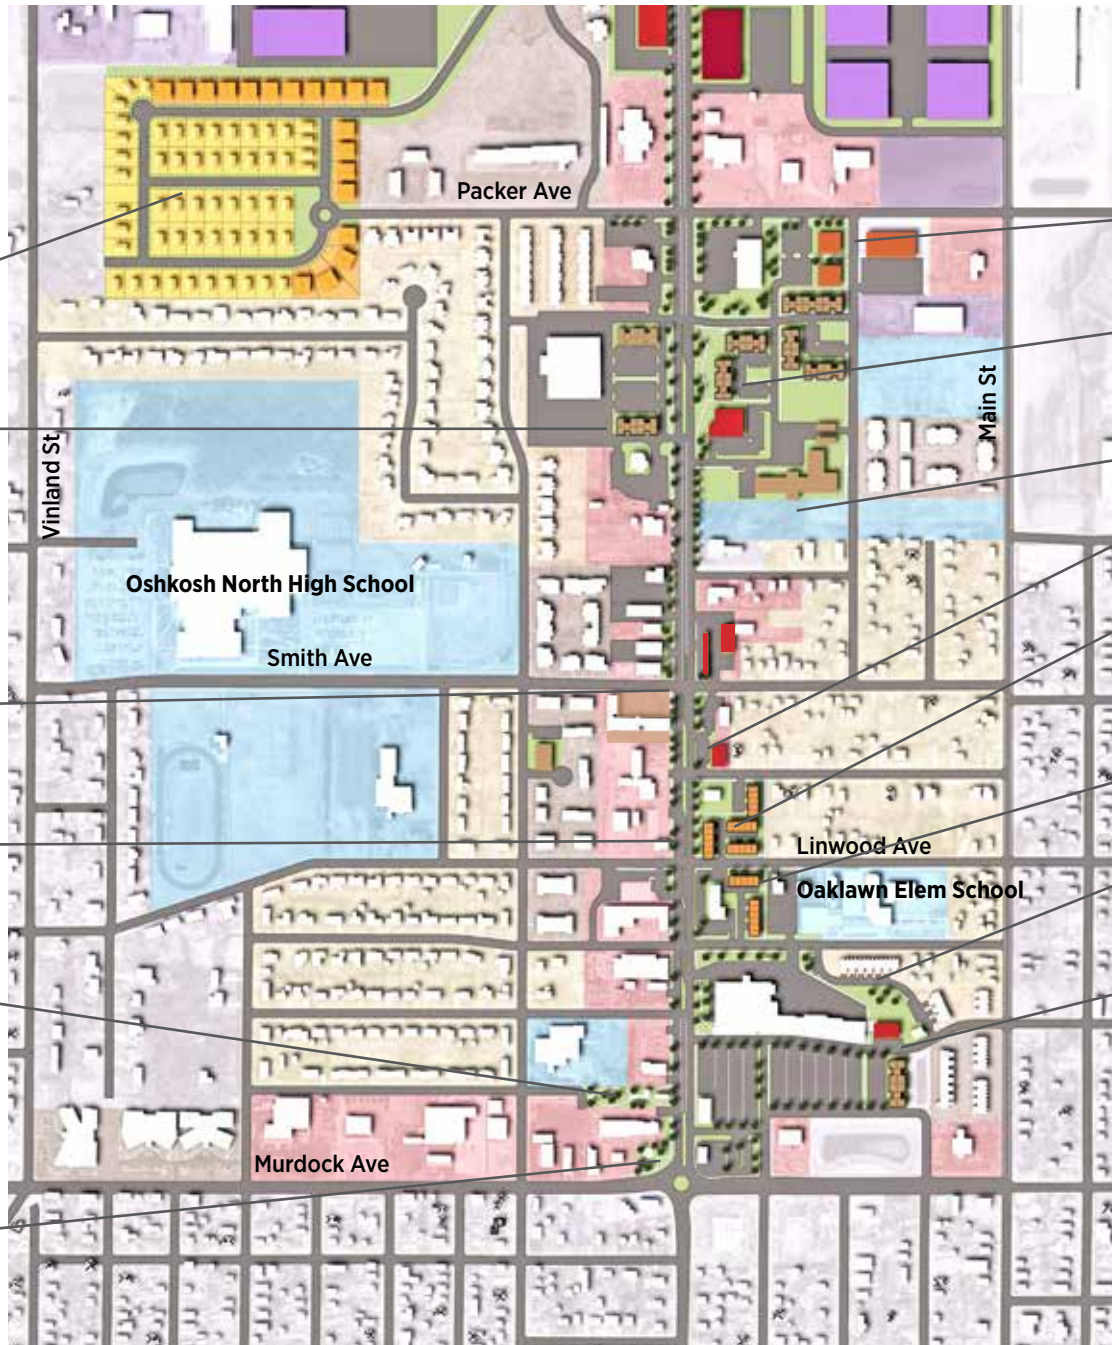 Packer Ave
Main St
Vinland St
Oshkosh North High School
Smith Ave
Linwood Ave
Oaklawn Elem School
Murdock Ave